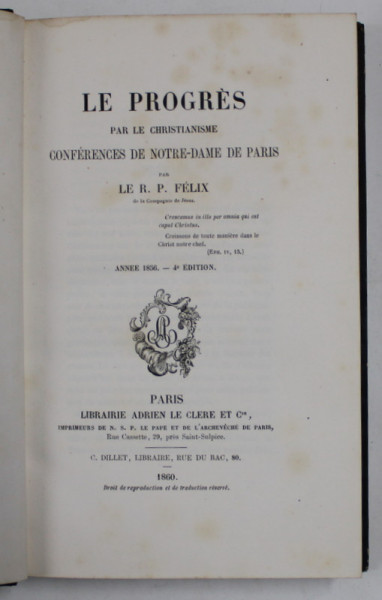 LE PROGRÈS
PAR LE CHRISTIANISME
CONFÉRENCES DE NOTRE-DAME DE PARIS
PAR
LE R. P. FÉLIX
de la Compagnie de Jésus.
Crescamus in illo per omnia qui est
caput Christus.
Croissons de toute manière dans le
Christ notre chef.
(Eph. iv, 15.)
ANNÉE 1856. — 4e ÉDITION.
PARIS
LIBRAIRIE ADRIEN LE CLERE ET Cie,
IMPRIMEURS DE N. S. P. LE PAPE ET DE L'ARCHEVÊCHÉ DE PARIS,
Rue Cassette, 29, près Saint-Sulpice.
C. DILLET, LIBRAIRE, RUE DU BAC, 80.
1860.
Droit de reproduction et de traduction réservé.